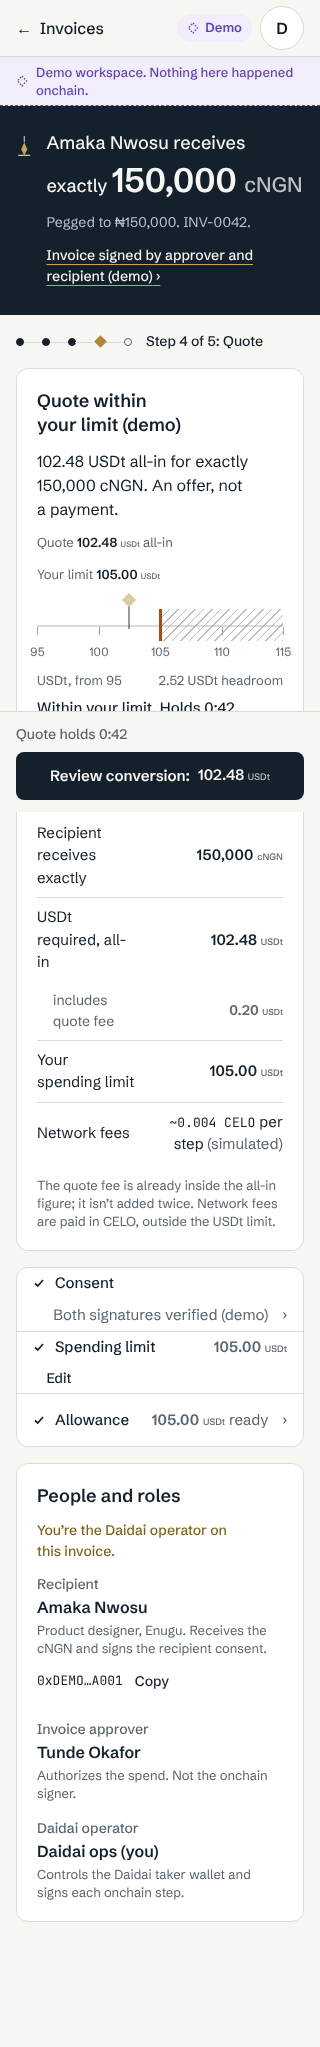 ← Invoices
Demo
D
Demo workspace. Nothing here happened
onchain.
Amaka Nwosu receives
exactly 150,000 cNGN
Pegged to ₦150,000. INV-0042.
Invoice signed by approver and
recipient (demo) ›
Step 4 of 5: Quote
Quote within
your limit (demo)
102.48 USDt all-in for exactly
150,000 cNGN. An offer, not
a payment.
Quote 102.48 USDt all-in
Your limit 105.00 USDt
95 100 105 110 115
USDt, from 95 2.52 USDt headroom
Within your limit. Holds 0:42
Quote holds 0:42
Review conversion: 102.48 USDt
Recipient
receives
exactly
150,000 cNGN
USDt
required, all-
in
102.48 USDt
includes
quote fee
0.20 USDt
Your
spending limit
105.00 USDt
Network fees
~0.004 CELO per
step (simulated)
The quote fee is already inside the all-in
figure; it isn’t added twice. Network fees
are paid in CELO, outside the USDt limit.
Consent
Both signatures verified (demo) ›
Spending limit 105.00 USDt
Edit
Allowance 105.00 USDt ready ›
People and roles
You’re the Daidai operator on
this invoice.
Recipient
Amaka Nwosu
Product designer, Enugu. Receives the
cNGN and signs the recipient consent.
0xDEMO…A001 Copy
Invoice approver
Tunde Okafor
Authorizes the spend. Not the onchain
signer.
Daidai operator
Daidai ops (you)
Controls the Daidai taker wallet and
signs each onchain step.